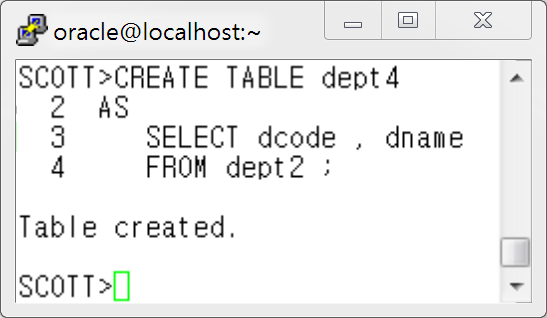 oracle@localhost:~
SCOTT>CREATE TABLE dept4
  2  AS
  3     SELECT dcode , dname
  4     FROM dept2 ;
Table created.
SCOTT>